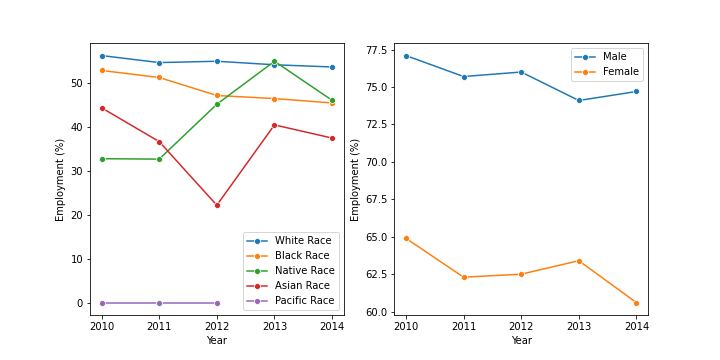 Employment (%)
50
40
30
20
10
0
2010 2011 2012 2013 2014
Year
White Race
Black Race
Native Race
Asian Race
Pacific Race
Employment (%)
77.5
75.0
72.5
70.0
67.5
65.0
62.5
60.0
2010 2011 2012 2013 2014
Year
Male
Female